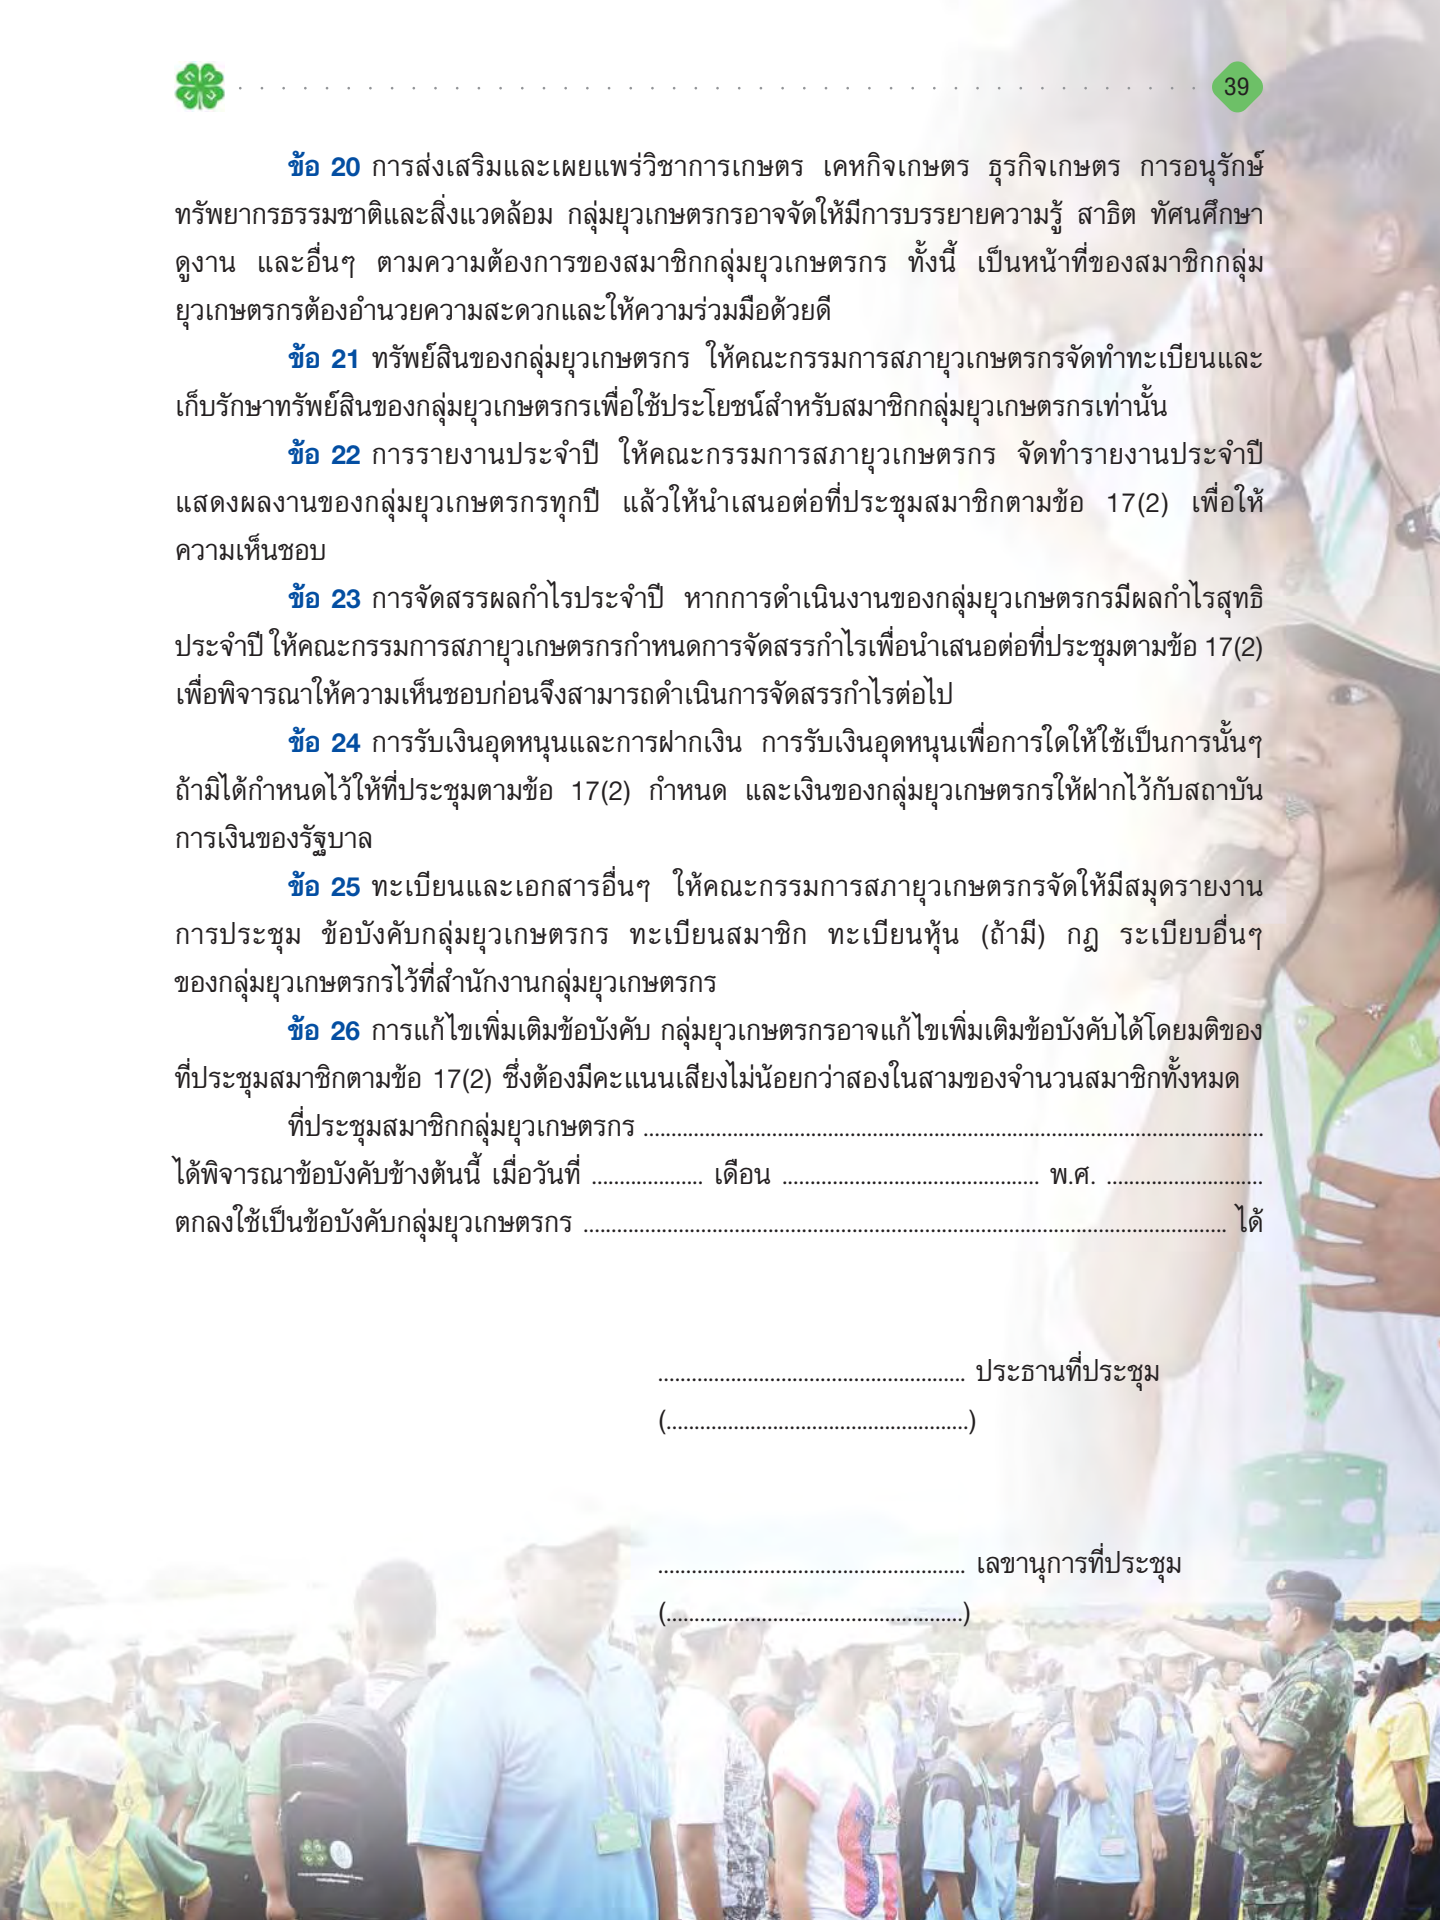 39
ข้อ 20 การส่งเสริมและเผยแพร่วิชาการเกษตร เคหกิจเกษตร ธุรกิจเกษตร การอนุรักษ์
ทรัพยากรธรรมชาติและสิ่งแวดล้อม กลุ่มยุวเกษตรกรอาจจัดให้มีการบรรยายความรู้ สาธิต ทัศนศึกษา
ดูงาน และอื่นๆ ตามความต้องการของสมาชิกกลุ่มยุวเกษตรกร ทั้งนี้ เป็นหน้าที่ของสมาชิกกลุ่ม
ยุวเกษตรกรต้องอำนวยความสะดวกและให้ความร่วมมือด้วยดี
ข้อ 21 ทรัพย์สินของกลุ่มยุวเกษตรกร ให้คณะกรรมการสภายุวเกษตรกรจัดทำทะเบียนและ
เก็บรักษาทรัพย์สินของกลุ่มยุวเกษตรกรเพื่อใช้ประโยชน์สำหรับสมาชิกกลุ่มยุวเกษตรกรเท่านั้น
ข้อ 22 การรายงานประจำปี ให้คณะกรรมการสภายุวเกษตรกร จัดทำรายงานประจำปี
แสดงผลงานของกลุ่มยุวเกษตรกรทุกปี แล้วให้นำเสนอต่อที่ประชุมสมาชิกตามข้อ 17(2) เพื่อให้
ความเห็นชอบ
ข้อ 23 การจัดสรรผลกำไรประจำปี หากการดำเนินงานของกลุ่มยุวเกษตรกรมีผลกำไรสุทธิ
ประจำปี ให้คณะกรรมการสภายุวเกษตรกรกำหนดการจัดสรรกำไรเพื่อนำเสนอต่อที่ประชุมตามข้อ 17(2)
เพื่อพิจารณาให้ความเห็นชอบก่อนจึงสามารถดำเนินการจัดสรรกำไรต่อไป
ข้อ 24 การรับเงินอุดหนุนและการฝากเงิน การรับเงินอุดหนุนเพื่อการใดให้ใช้เป็นการนั้นๆ
ถ้ามิได้กำหนดไว้ให้ที่ประชุมตามข้อ 17(2) กำหนด และเงินของกลุ่มยุวเกษตรกรให้ฝากไว้กับสถาบัน
การเงินของรัฐบาล
ข้อ 25 ทะเบียนและเอกสารอื่นๆ ให้คณะกรรมการสภายุวเกษตรกรจัดให้มีสมุดรายงาน
การประชุม ข้อบังคับกลุ่มยุวเกษตรกร ทะเบียนสมาชิก ทะเบียนหุ้น (ถ้ามี) กฎ ระเบียบอื่นๆ
ของกลุ่มยุวเกษตรกรไว้ที่สำนักงานกลุ่มยุวเกษตรกร
ข้อ 26 การแก้ไขเพิ่มเติมข้อบังคับ กลุ่มยุวเกษตรกรอาจแก้ไขเพิ่มเติมข้อบังคับได้โดยมติของ
ที่ประชุมสมาชิกตามข้อ 17(2) ซึ่งต้องมีคะแนนเสียงไม่น้อยกว่าสองในสามของจำนวนสมาชิกทั้งหมด
ที่ประชุมสมาชิกกลุ่มยุวเกษตรกร ..............................................................
ได้พิจารณาข้อบังคับข้างต้นนี้ เมื่อวันที่ .................... เดือน .............................................. พ.ศ. ............................
ตกลงใช้เป็นข้อบังคับกลุ่มยุวเกษตรกร .............................................................. ได้
....................................................... ประธานที่ประชุม
(......................................................)
....................................................... เลขานุการที่ประชุม
(.....................................................)